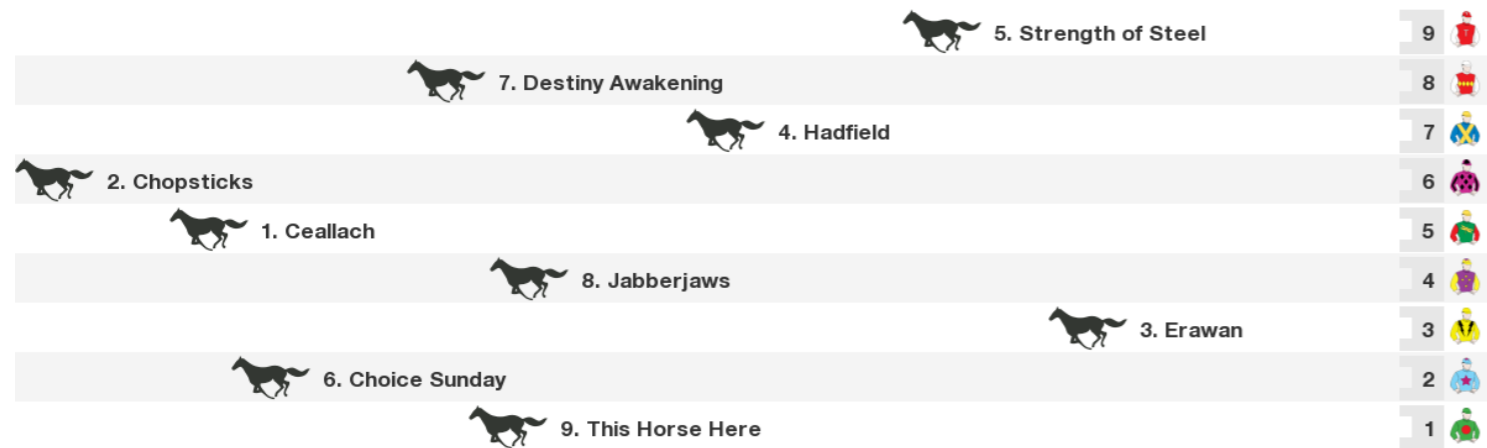 5. Strength of Steel 9
7. Destiny Awakening 8
4. Hadfield 7
2. Chopsticks 6
1. Ceallach 5
8. Jabberjaws 4
3. Erawan 3
6. Choice Sunday 2
9. This Horse Here 1